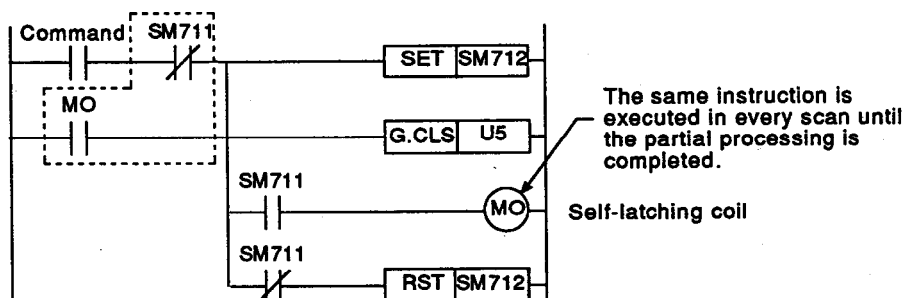 Command SM711
SET SM712
MO
The same instruction is
executed in every scan until
the partial processing is
completed.
G.CLS U5
SM711
MO
Self-latching coil
SM711
RST SM712